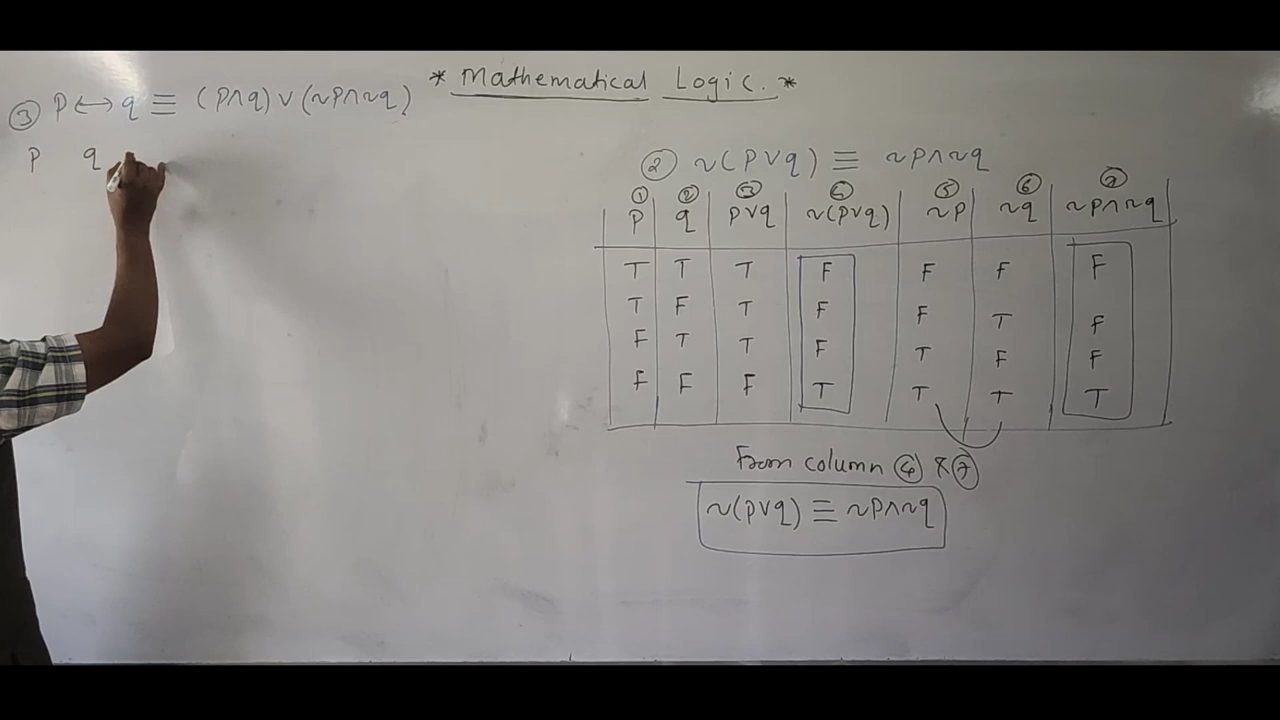 * Mathematical Logic. *
③ p ↔ q ≡ (p∧q) ∨ (~p∧~q)
p q
② ~(p∨q) ≡ ~p∧~q
① ② ③ ④ ⑤ ⑥ ⑦
p q p∨q ~(p∨q) ~p ~q ~p∧~q
T T T F F F F
T F T F F T F
F T T F T F F
F F F T T T T
From column ④ & ⑦
~(p∨q) ≡ ~p∧~q